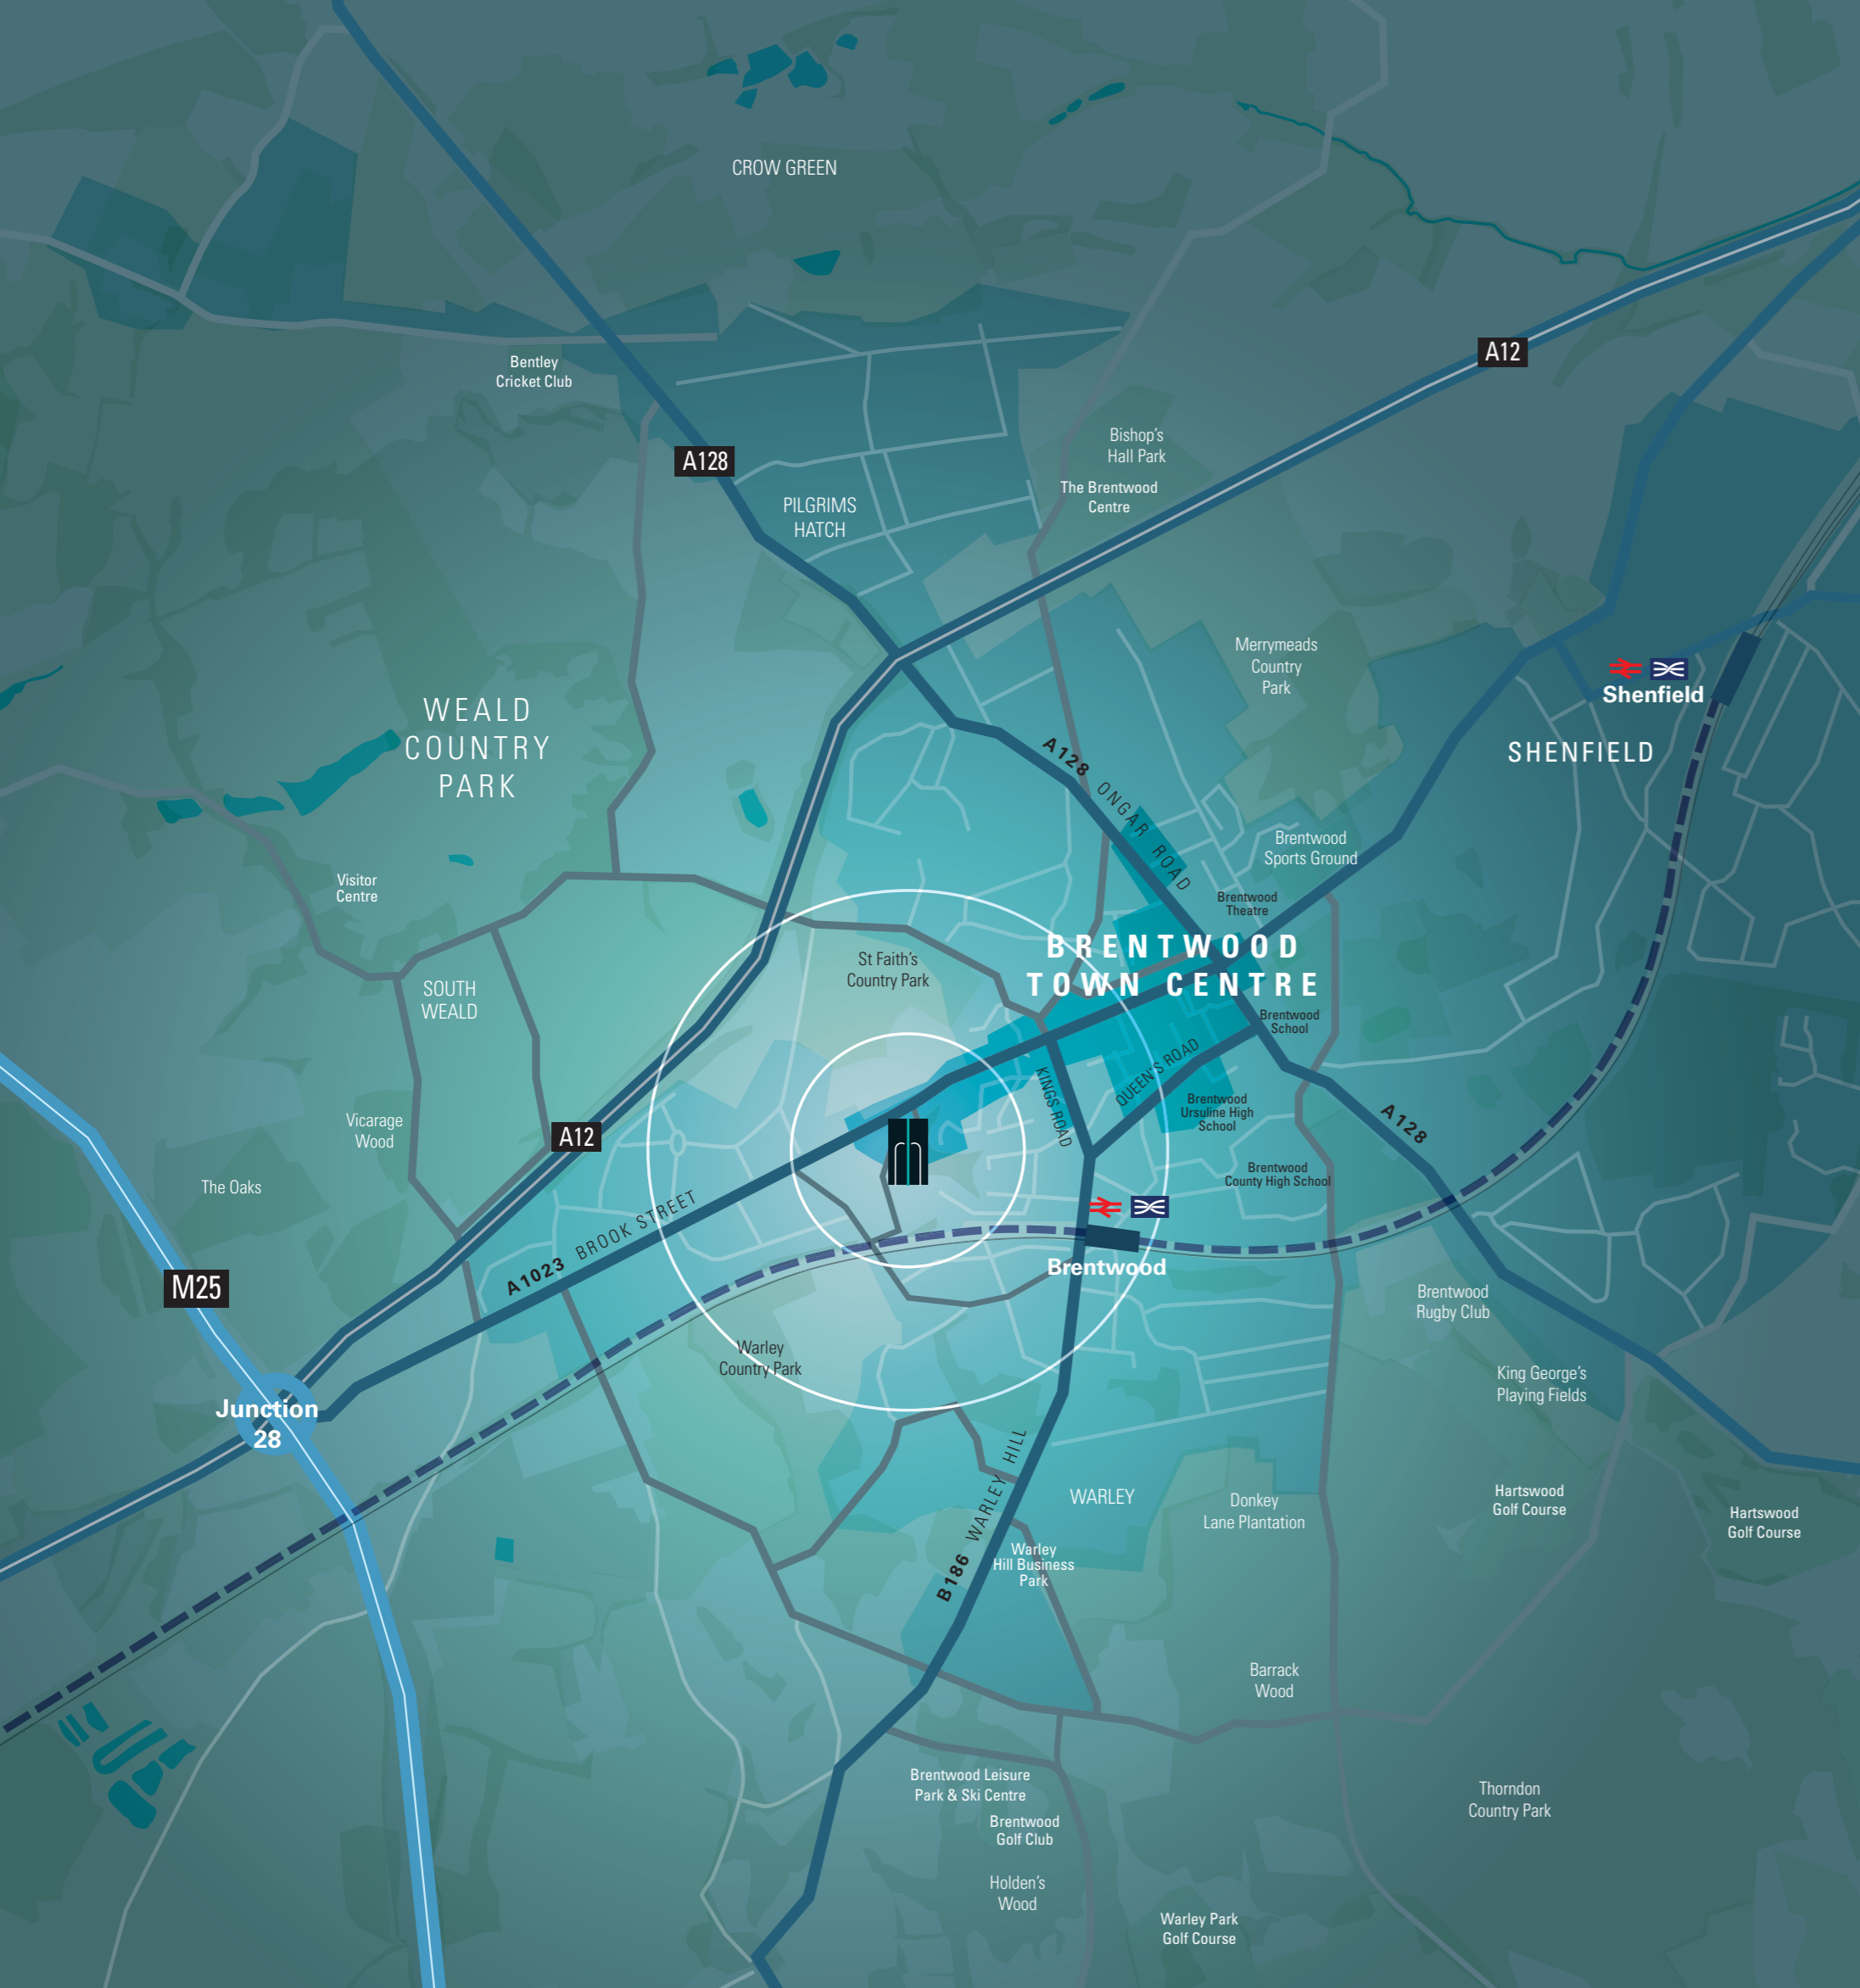 CROW GREEN
A12
Bentley
Cricket Club
A128
Bishop's
Hall Park
The Brentwood
Centre
PILGRIMS
HATCH
Merrymeads
Country
Park
Shenfield
SHENFIELD
WEALD
COUNTRY
PARK
A128 ONGAR ROAD
Brentwood
Sports Ground
Visitor
Centre
Brentwood
Theatre
BRENTWOOD
TOWN CENTRE
St Faith's
Country Park
SOUTH
WEALD
Brentwood
School
KINGS ROAD
QUEEN'S ROAD
Brentwood
Ursuline High
School
A128
Vicarage
Wood
A12
The Oaks
Brentwood
County High School
A1023 BROOK STREET
Brentwood
M25
Brentwood
Rugby Club
Warley
Country Park
King George's
Playing Fields
Junction
28
B186 WARLEY HILL
WARLEY
Donkey
Lane Plantation
Hartswood
Golf Course
Hartswood
Golf Course
Warley
Hill Business
Park
Barrack
Wood
Brentwood Leisure
Park & Ski Centre
Thorndon
Country Park
Brentwood
Golf Club
Holden's
Wood
Warley Park
Golf Course